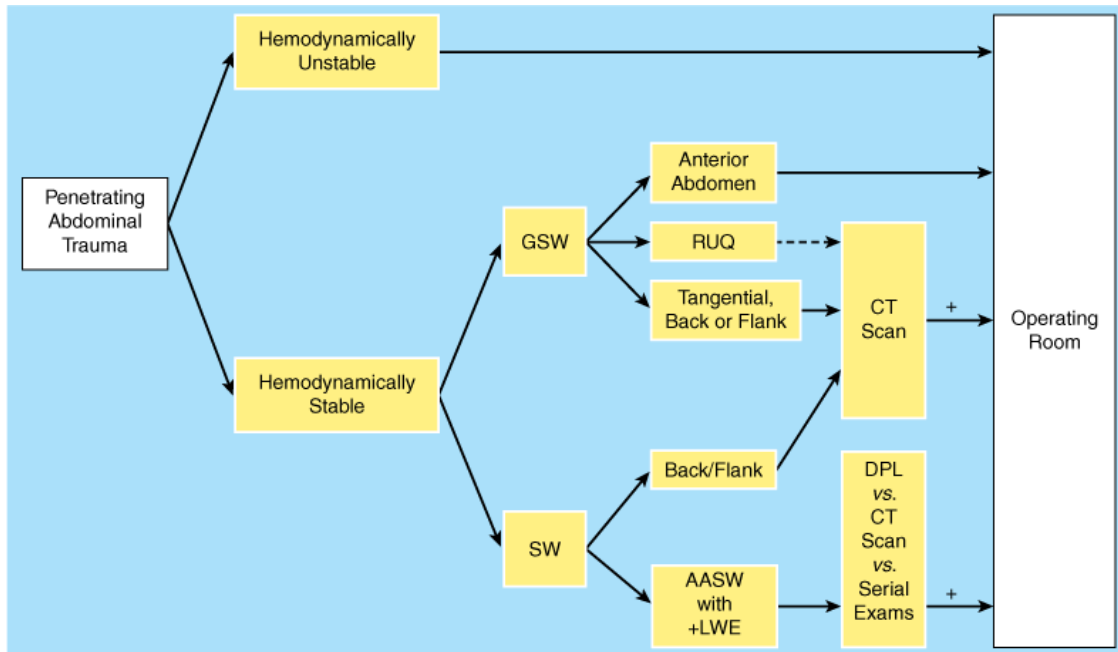 Hemodynamically
Unstable
Penetrating
Abdominal
Trauma
Anterior
Abdomen
GSW
RUQ
Tangential,
Back or Flank
CT
Scan
+
Operating
Room
Hemodynamically
Stable
Back/Flank
SW
AASW
with
+LWE
DPL
vs.
CT
Scan
vs.
Serial
Exams
+